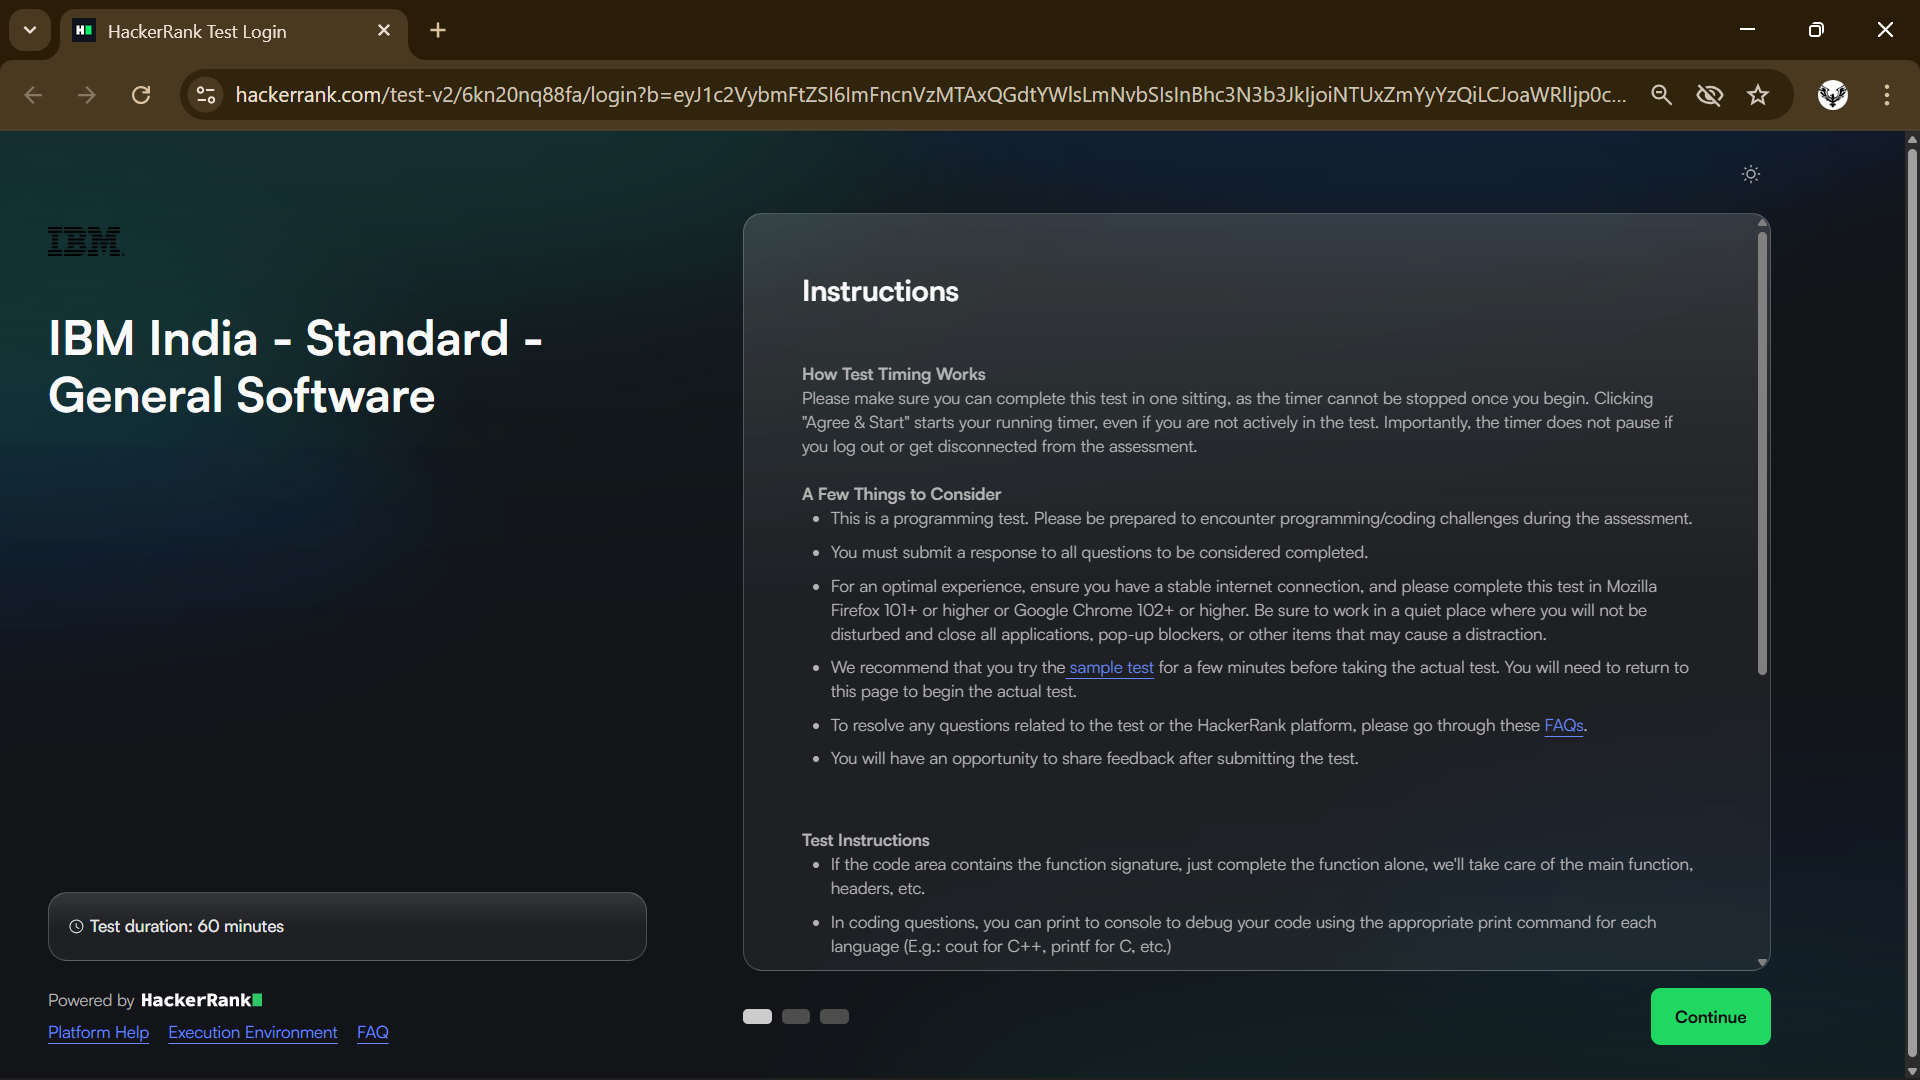 HackerRank Test Login
hackerrank.com/test-v2/6kn20nq88fa/login?b=eyJ1c2VybmFtZSI6ImFncnVzMTAxQGdtYWlsLmNvbSIsInBhc3N3b3JkIjoiNTUxZmYyYzQiLCJoaWRlIjp0c...
IBM
IBM India - Standard -
General Software
Test duration: 60 minutes
Powered by HackerRank
Platform Help Execution Environment FAQ
Instructions
How Test Timing Works
Please make sure you can complete this test in one sitting, as the timer cannot be stopped once you begin. Clicking
"Agree & Start" starts your running timer, even if you are not actively in the test. Importantly, the timer does not pause if
you log out or get disconnected from the assessment.
A Few Things to Consider
• This is a programming test. Please be prepared to encounter programming/coding challenges during the assessment.
• You must submit a response to all questions to be considered completed.
• For an optimal experience, ensure you have a stable internet connection, and please complete this test in Mozilla
Firefox 101+ or higher or Google Chrome 102+ or higher. Be sure to work in a quiet place where you will not be
disturbed and close all applications, pop-up blockers, or other items that may cause a distraction.
• We recommend that you try the sample test for a few minutes before taking the actual test. You will need to return to
this page to begin the actual test.
• To resolve any questions related to the test or the HackerRank platform, please go through these FAQs.
• You will have an opportunity to share feedback after submitting the test.
Test Instructions
• If the code area contains the function signature, just complete the function alone, we'll take care of the main function,
headers, etc.
• In coding questions, you can print to console to debug your code using the appropriate print command for each
language (E.g.: cout for C++, printf for C, etc.)
Continue